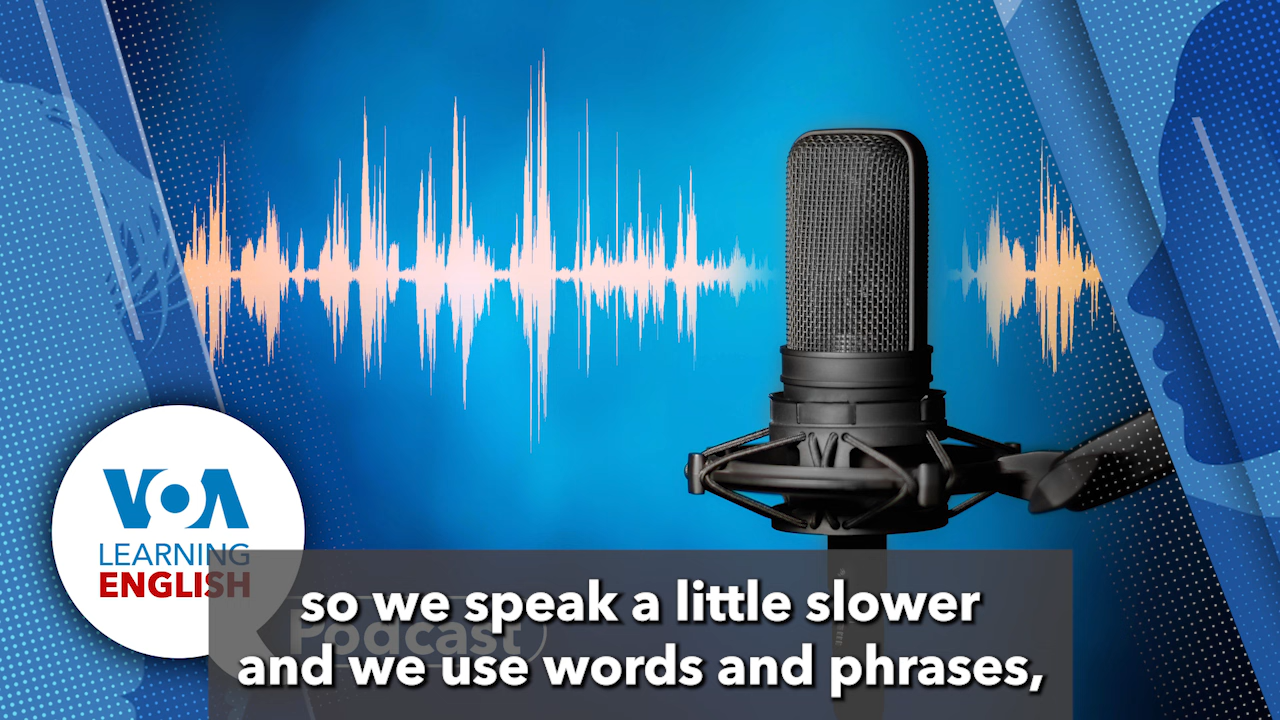 VOA
LEARNING
ENGLISH
Podcast
so we speak a little slower
and we use words and phrases,